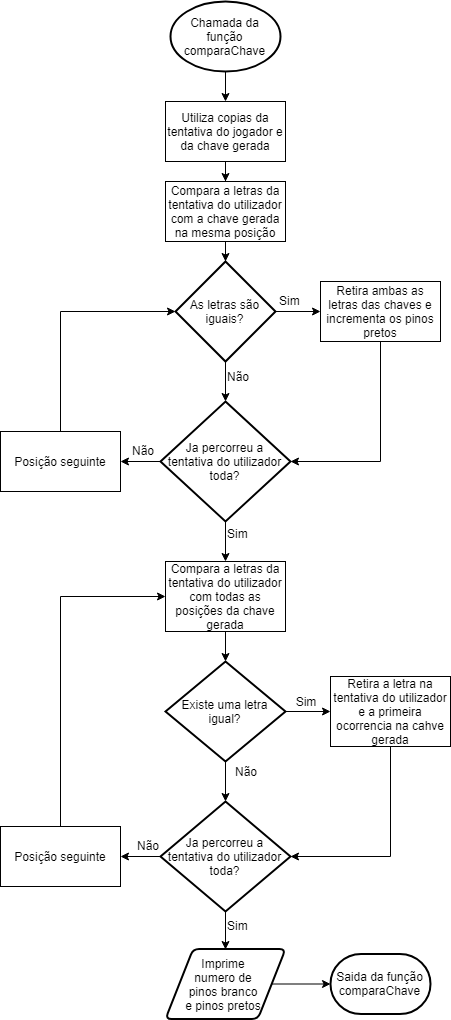 Chamada da
função
comparaChave
Utiliza copias da
tentativa do jogador e
da chave gerada
Compara a letras da
tentativa do utilizador
com a chave gerada
na mesma posição
As letras são
iguais?
Sim
Retira ambas as
letras das chaves e
incrementa os pinos
pretos
Não
Ja percorreu a
tentativa do utilizador
toda?
Não
Posição seguinte
Sim
Compara a letras da
tentativa do utilizador
com todas as
posições da chave
gerada
Existe uma letra
igual?
Sim
Retira a letra na
tentativa do utilizador
e a primeira
ocorrencia na cahve
gerada
Não
Ja percorreu a
tentativa do utilizador
toda?
Não
Posição seguinte
Sim
Imprime
numero de
pinos branco
e pinos pretos
Saida da função
comparaChave